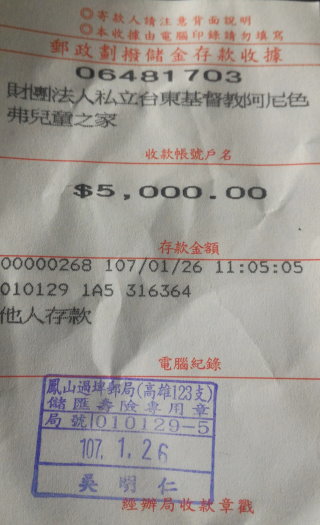 ◎寄款人請注意背面說明
◎本收據由電腦印錄請勿填寫
郵政劃撥儲金存款收據
06481703
財團法人私立台東基督教阿尼色
弗兒童之家
收款帳號戶名
$5,000.00
存款金額
00000268 107/01/26 11:05:05
010129 1A5 316364
他人存款
電腦紀錄
鳳山過埤郵局(高雄123支)
儲匯壽險專用章
局號 010129-5
107. 1. 26
吳明仁
經辦局收款章戳